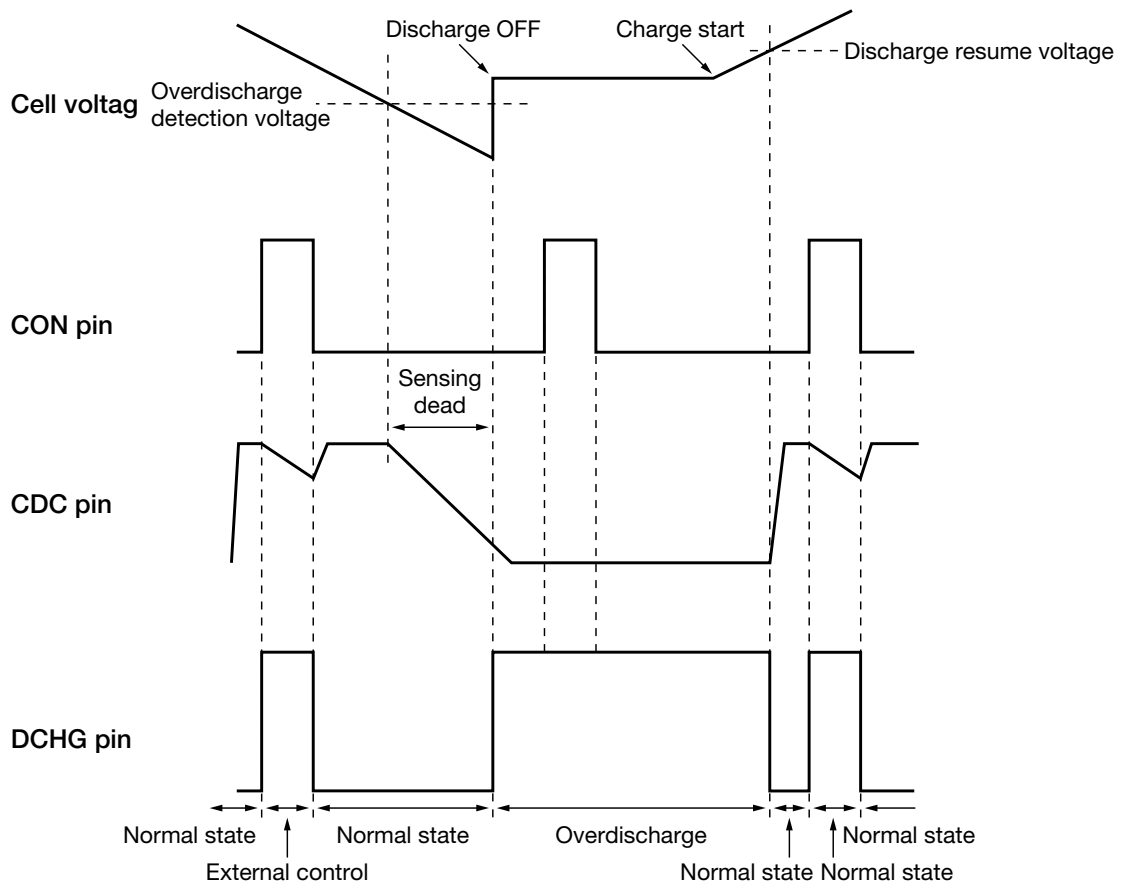 Discharge OFF
Charge start
Discharge resume voltage
Cell voltag
Overdischarge
detection voltage
CON pin
Sensing
dead
CDC pin
DCHG pin
Normal state
Normal state
Overdischarge
Normal state
External control
Normal state
Normal state